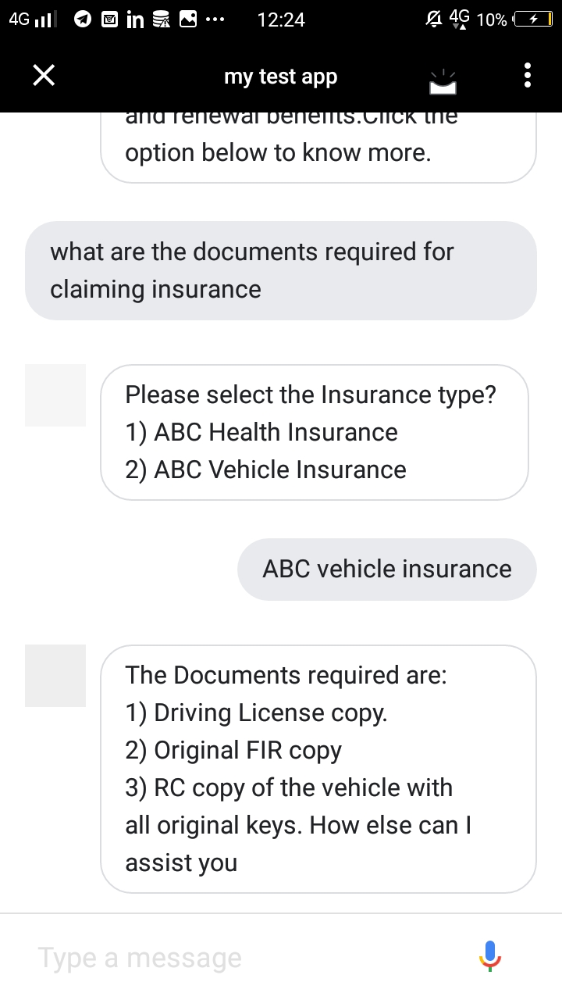 4G 12:24 4G 10%
my test app
and renewal benefits.Click the
option below to know more.
what are the documents required for
claiming insurance
Please select the Insurance type?
1) ABC Health Insurance
2) ABC Vehicle Insurance
ABC vehicle insurance
The Documents required are:
1) Driving License copy.
2) Original FIR copy
3) RC copy of the vehicle with
all original keys. How else can I
assist you
Type a message